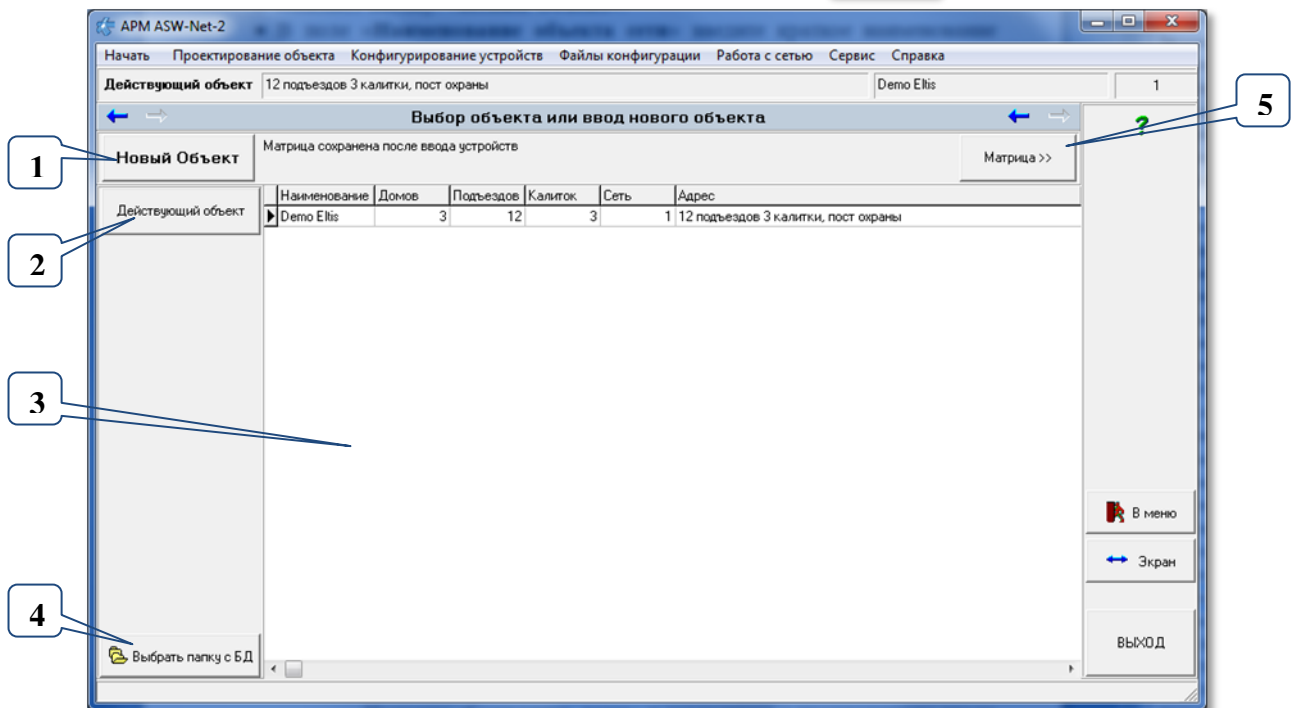 АРМ ASW-Net-2
Начать Проектирование объекта Конфигурирование устройств Файлы конфигурации Работа с сетью Сервис Справка
Действующий объект 12 подъездов 3 калитки, пост охраны Demo Eltis 1
5
Выбор объекта или ввод нового объекта
?
1
Новый Объект
Матрица сохранена после ввода устройств
Матрица >>
Действующий объект
Наименование Домов Подъездов Калиток Сеть Адрес
Demo Eltis 3 12 3 1 12 подъездов 3 калитки, пост охраны
2
3
В меню
Экран
4
Выбрать папку с БД
ВЫХОД